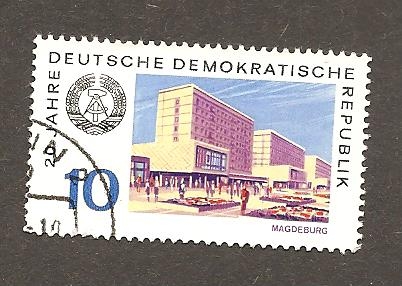 20 JAHRE
DEUTSCHE DEMOKRATISCHE
REPUBLIK
10
MAGDEBURG